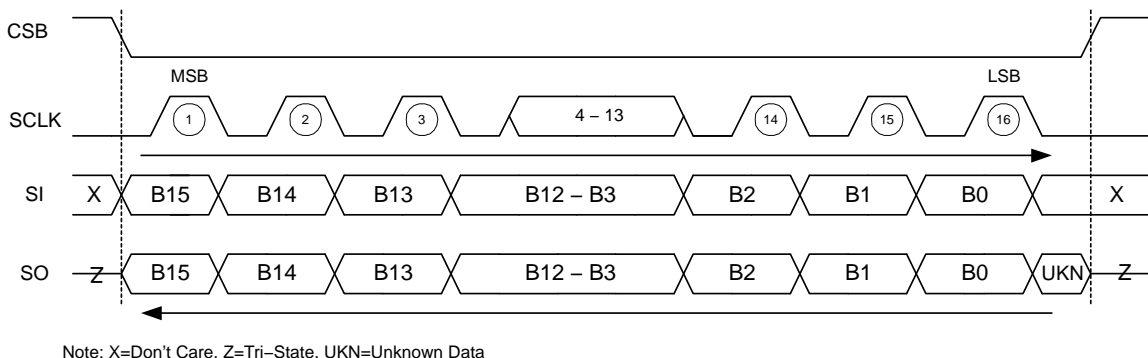 CSB
MSB LSB
SCLK 1 2 3 4 – 13 14 15 16
SI X B15 B14 B13 B12 – B3 B2 B1 B0 X
SO Z B15 B14 B13 B12 – B3 B2 B1 B0 UKN Z
Note: X=Don't Care, Z=Tri–State, UKN=Unknown Data